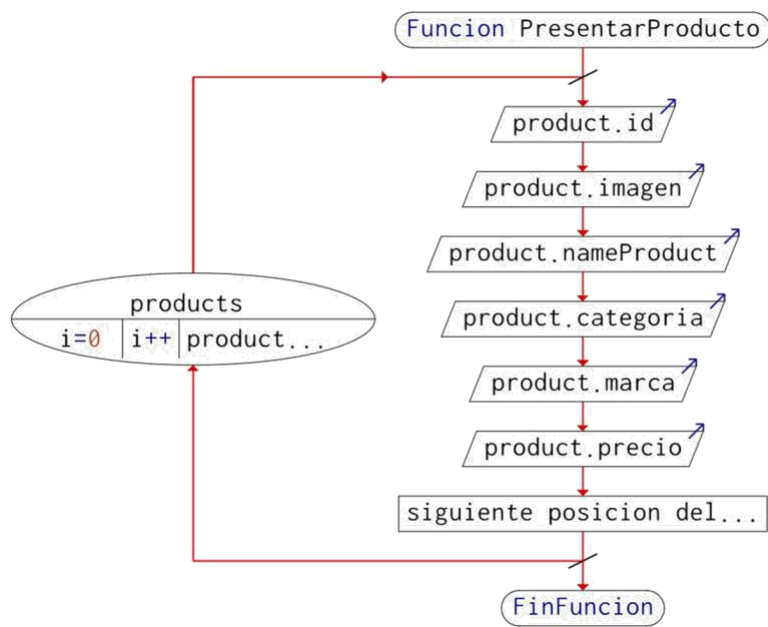 Funcion PresentarProducto
product.id
product.imagen
product.nameProduct
product.categoria
product.marca
product.precio
siguiente posicion del...
FinFuncion
products
i=0 i++ product...